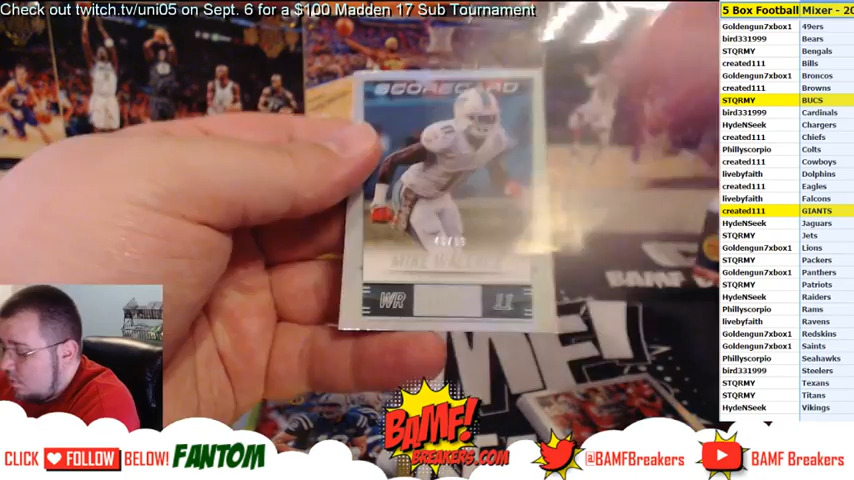 Check out twitch.tv/uni05 on Sept. 6 for a $100 Madden 17 Sub Tournament
5 Box Football Mixer - 20
Goldengun7xbox1 49ers
bird331999 Bears
STQRMY Bengals
created111 Bills
Goldengun7xbox1 Broncos
created111 Browns
STQRMY BUCS
bird331999 Cardinals
HydeNSeek Chargers
created111 Chiefs
Phillyscorpio Colts
created111 Cowboys
livebyfaith Dolphins
created111 Eagles
livebyfaith Falcons
created111 GIANTS
HydeNSeek Jaguars
STQRMY Jets
Goldengun7xbox1 Lions
STQRMY Packers
Goldengun7xbox1 Panthers
STQRMY Patriots
HydeNSeek Raiders
Phillyscorpio Rams
livebyfaith Ravens
Goldengun7xbox1 Redskins
Goldengun7xbox1 Saints
Phillyscorpio Seahawks
bird331999 Steelers
STQRMY Texans
STQRMY Titans
HydeNSeek Vikings
SCORECARD
MIKE WALLACE
WR 11
BAMF
CLICK FOLLOW BELOW! FANTOM
BAMF!
BREAKERS.COM
@BAMFBreakers
BAMF Breakers